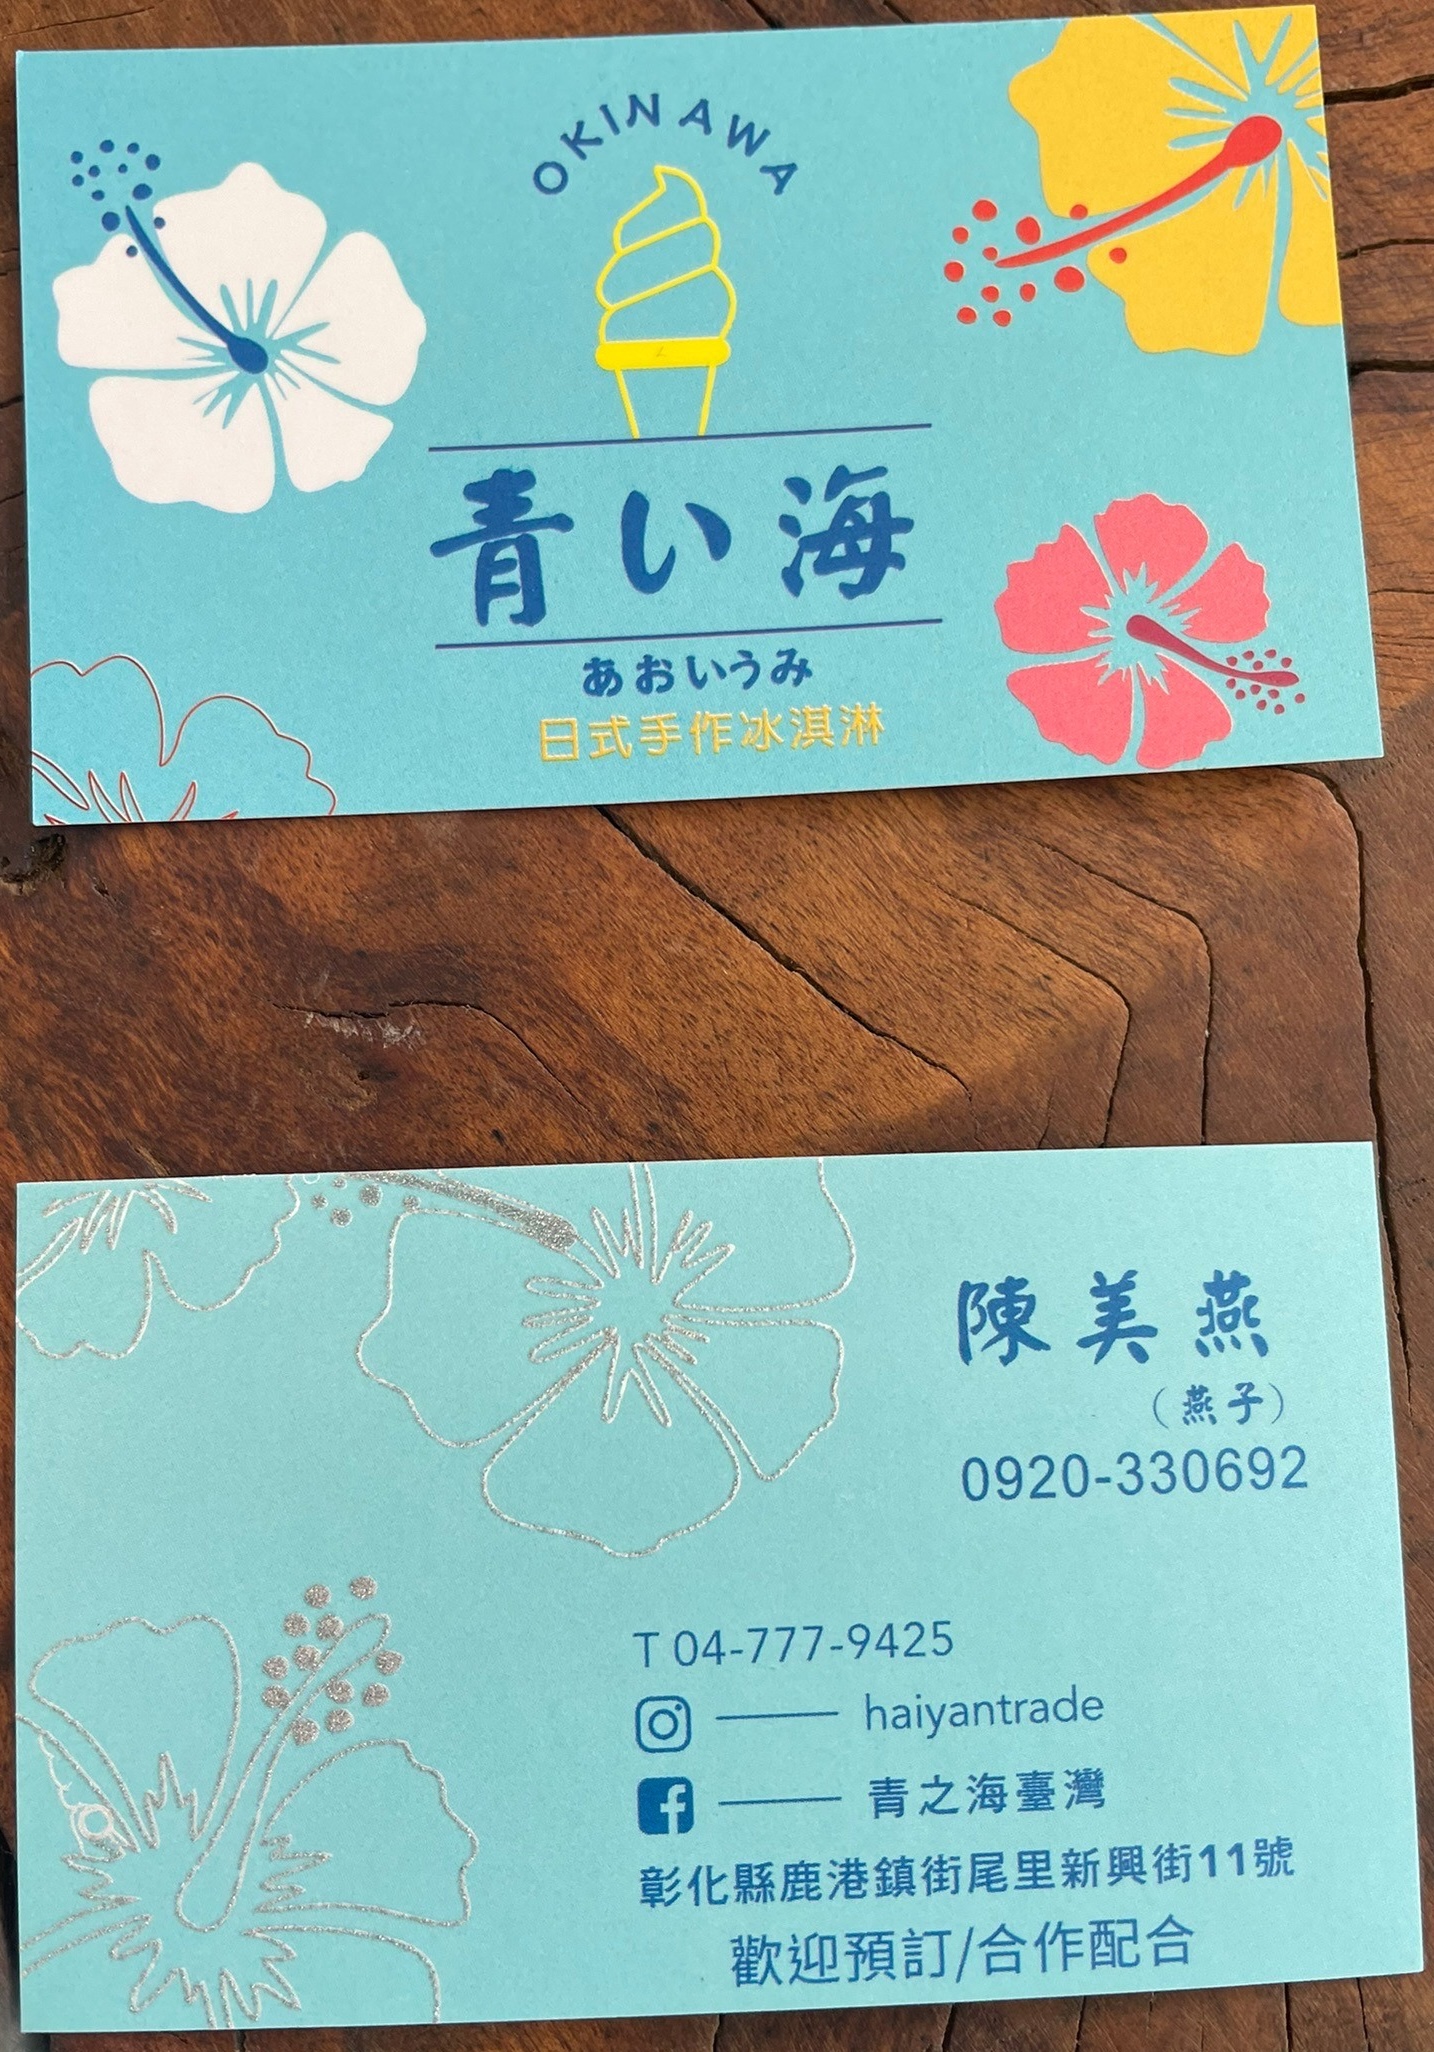 OKINAWA
青い海
あおいうみ
日式手作冰淇淋
陳美燕
（燕子）
0920-330692
T 04-777-9425
haiyantrade
青之海臺灣
彰化縣鹿港鎮街尾里新興街11號
歡迎預訂/合作配合